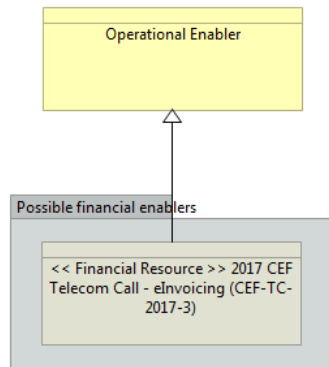 Operational Enabler
Possible financial enablers
<< Financial Resource >> 2017 CEF
Telecom Call - eInvoicing (CEF-TC-
2017-3)